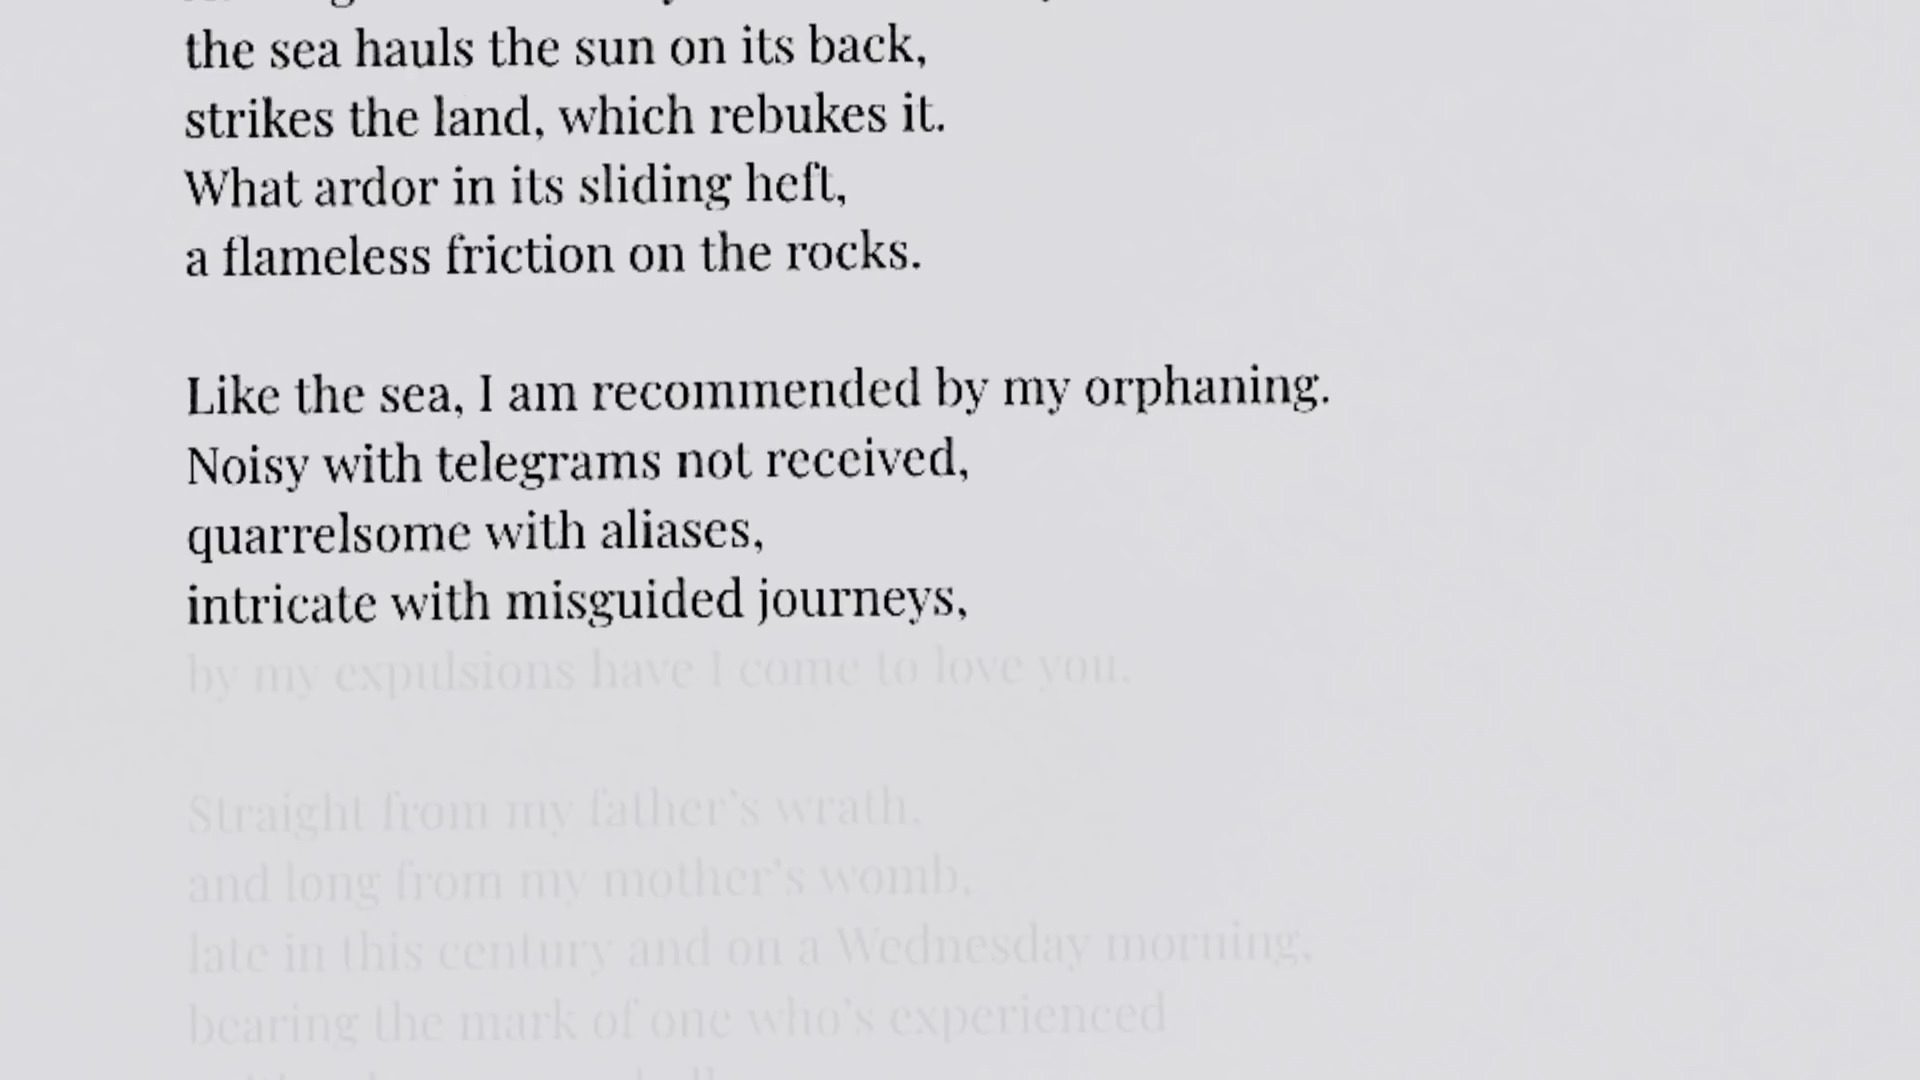 the sea hauls the sun on its back,
strikes the land, which rebukes it.
What ardor in its sliding heft,
a flameless friction on the rocks.
Like the sea, I am recommended by my orphaning.
Noisy with telegrams not received,
quarrelsome with aliases,
intricate with misguided journeys,
by my expulsions have I come to love you.
Straight from my father's wrath,
and long from my mother's womb,
late in this century and on a Wednesday morning,
bearing the mark of one who's experienced